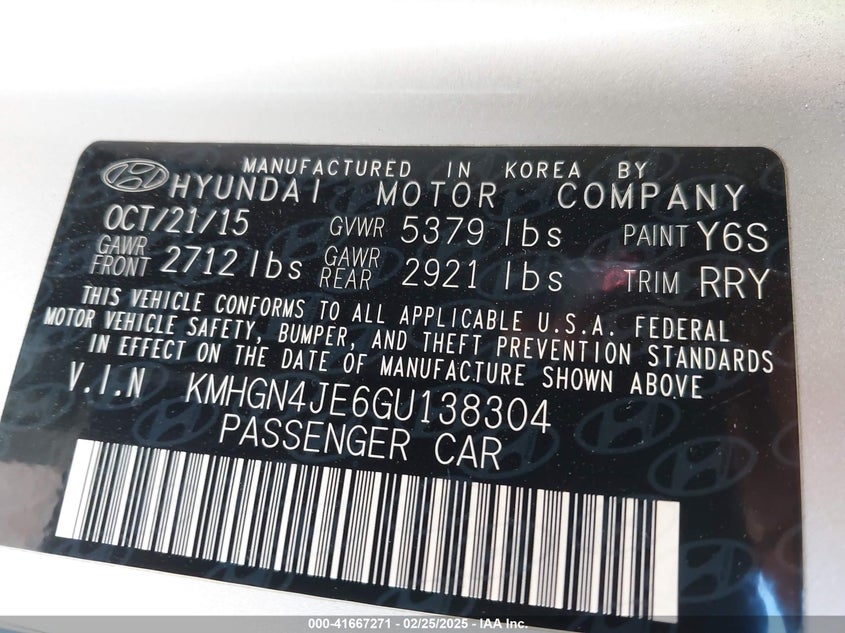 MANUFACTURED IN KOREA BY
HYUNDAI MOTOR COMPANY
OCT/21/15 GVWR 5379 lbs PAINT Y6S
GAWR FRONT 2712 lbs GAWR REAR 2921 lbs TRIM RRY
THIS VEHICLE CONFORMS TO ALL APPLICABLE U.S.A. FEDERAL
MOTOR VEHICLE SAFETY, BUMPER, AND THEFT PREVENTION STANDARDS
IN EFFECT ON THE DATE OF MANUFACTURE SHOWN ABOVE
V.I.N KMHGN4JE6GU138304
PASSENGER CAR
000-41667271 - 02/25/2025 - IAA Inc.